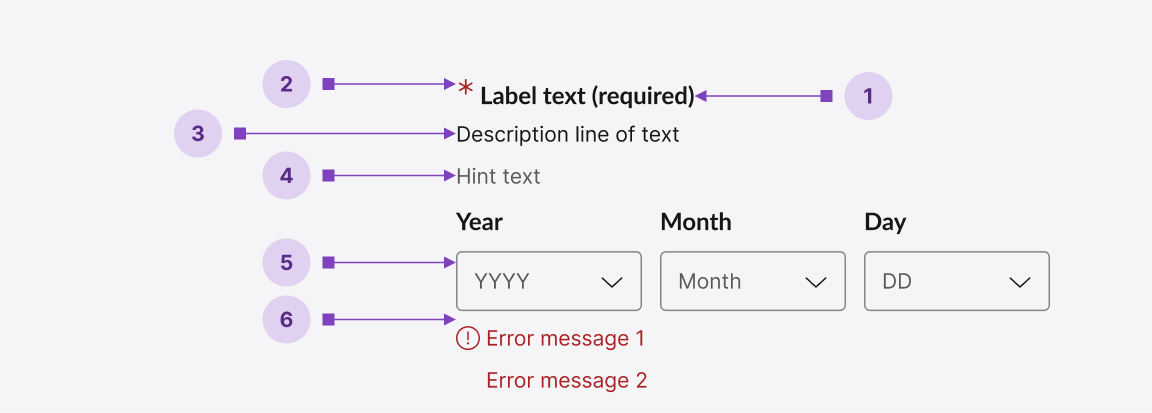 2 * Label text (required) 1
3 Description line of text
4 Hint text
Year Month Day
5 YYYY Month DD
6 Error message 1
Error message 2